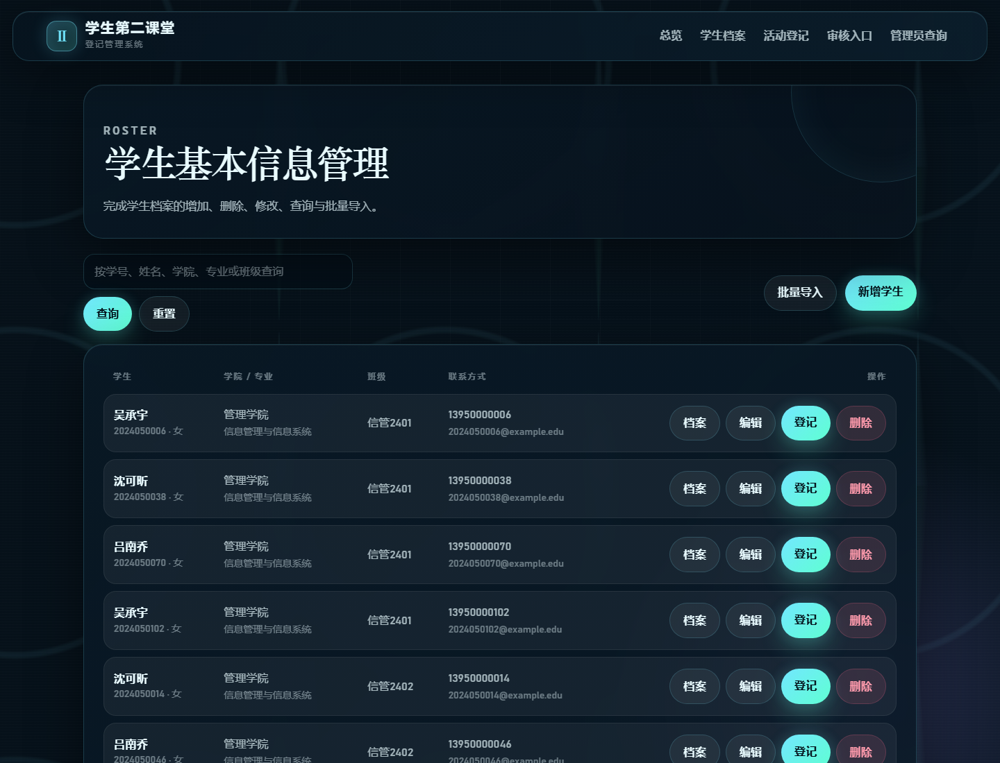 II
学生第二课堂
登记管理系统
总览 学生档案 活动登记 审核入口 管理员查询
ROSTER
学生基本信息管理
完成学生档案的增加、删除、修改、查询与批量导入。
按学号、姓名、学院、专业或班级查询
查询 重置
批量导入 新增学生
学生 学院 / 专业 班级 联系方式 操作
吴承宇
2024050006 · 女
管理学院
信息管理与信息系统
信管2401
13950000006
2024050006@example.edu
档案 编辑 登记 删除
沈可昕
2024050038 · 女
管理学院
信息管理与信息系统
信管2401
13950000038
2024050038@example.edu
档案 编辑 登记 删除
吕南乔
2024050070 · 女
管理学院
信息管理与信息系统
信管2401
13950000070
2024050070@example.edu
档案 编辑 登记 删除
吴承宇
2024050102 · 女
管理学院
信息管理与信息系统
信管2401
13950000102
2024050102@example.edu
档案 编辑 登记 删除
沈可昕
2024050014 · 女
管理学院
信息管理与信息系统
信管2402
13950000014
2024050014@example.edu
档案 编辑 登记 删除
吕南乔
2024050046 · 女
管理学院
信息管理与信息系统
信管2402
13950000046
2024050046@example.edu
档案 编辑 登记 删除